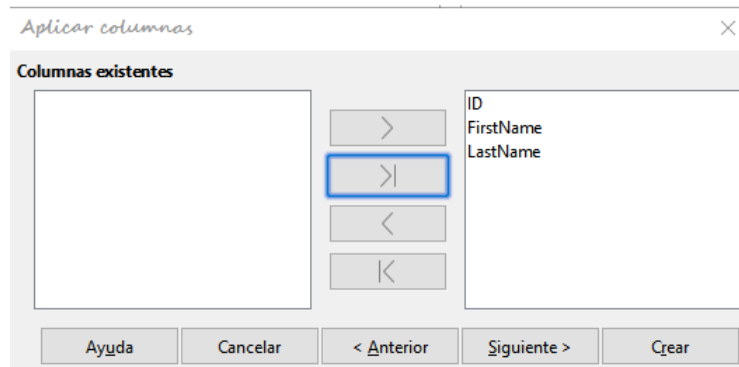 Aplicar columnas
Columnas existentes
ID
FirstName
LastName
Ayuda
Cancelar
< Anterior
Siguiente >
Crear